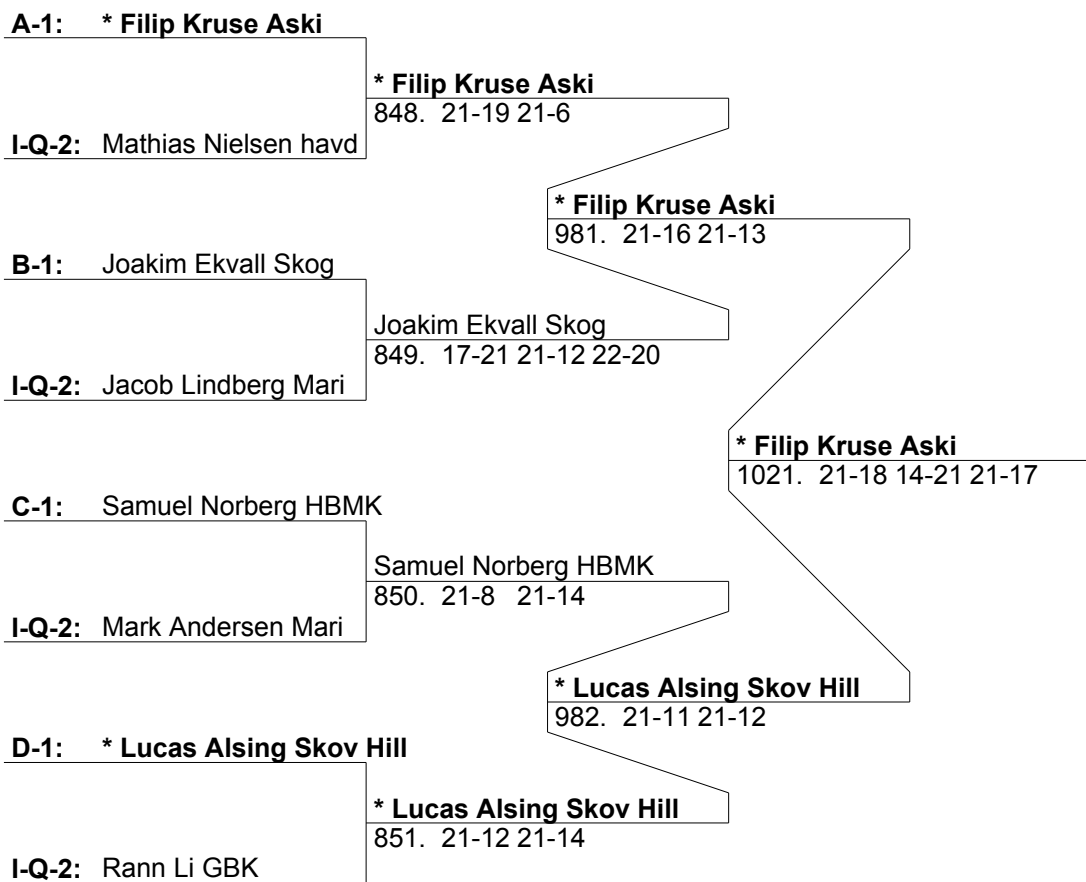 A-1: * Filip Kruse Aski
* Filip Kruse Aski
848. 21-19 21-6
I-Q-2: Mathias Nielsen havd
* Filip Kruse Aski
981. 21-16 21-13
B-1: Joakim Ekvall Skog
Joakim Ekvall Skog
849. 17-21 21-12 22-20
I-Q-2: Jacob Lindberg Mari
* Filip Kruse Aski
1021. 21-18 14-21 21-17
C-1: Samuel Norberg HBMK
Samuel Norberg HBMK
850. 21-8 21-14
I-Q-2: Mark Andersen Mari
* Lucas Alsing Skov Hill
982. 21-11 21-12
D-1: * Lucas Alsing Skov Hill
* Lucas Alsing Skov Hill
851. 21-12 21-14
I-Q-2: Rann Li GBK